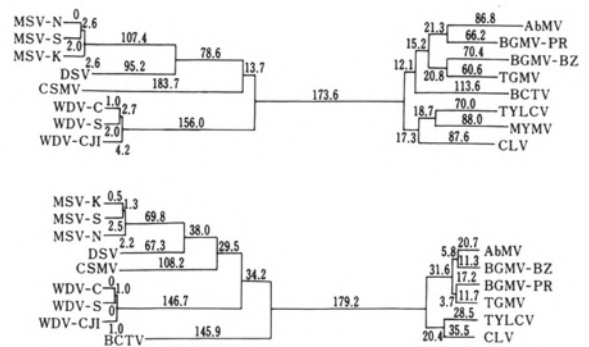 MSV-N 0 2.6
MSV-S 2.0 107.4
MSV-K 78.6
DSV 2.6 95.2
CSMV 183.7 13.7
WDV-C 1.0 2.7
WDV-S 2.0 156.0
WDV-CJI 4.2
173.6
86.8 AbMV
21.3 66.2 BGMV-PR
15.2 70.4 BGMV-BZ
12.1 20.8 60.6 TGMV
113.6 BCTV
18.7 70.0 TYLCV
88.0 MYMV
17.3 87.6 CLV
MSV-K 0.5 1.3
MSV-S 69.8
MSV-N 2.5 38.0
DSV 2.2 67.3 29.5
CSMV 108.2
WDV-C 0 1.0 34.2
WDV-S 0 146.7
WDV-CJI 1.0
BCTV 145.9
179.2
5.8 20.7 AbMV
11.3 BGMV-BZ
31.6 17.2 BGMV-PR
3.7 11.7 TGMV
28.5 TYLCV
20.4 35.5 CLV